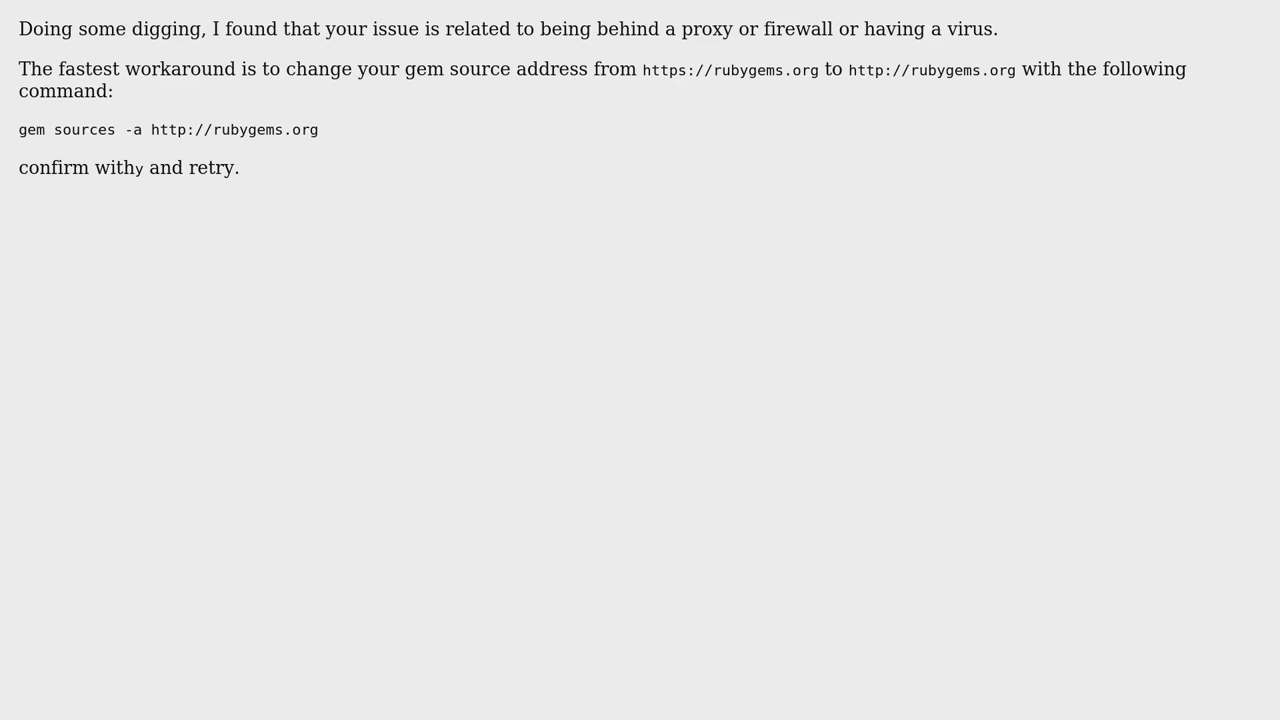 Doing some digging, I found that your issue is related to being behind a proxy or firewall or having a virus.
The fastest workaround is to change your gem source address from https://rubygems.org to http://rubygems.org with the following
command:
gem sources -a http://rubygems.org
confirm withy and retry.